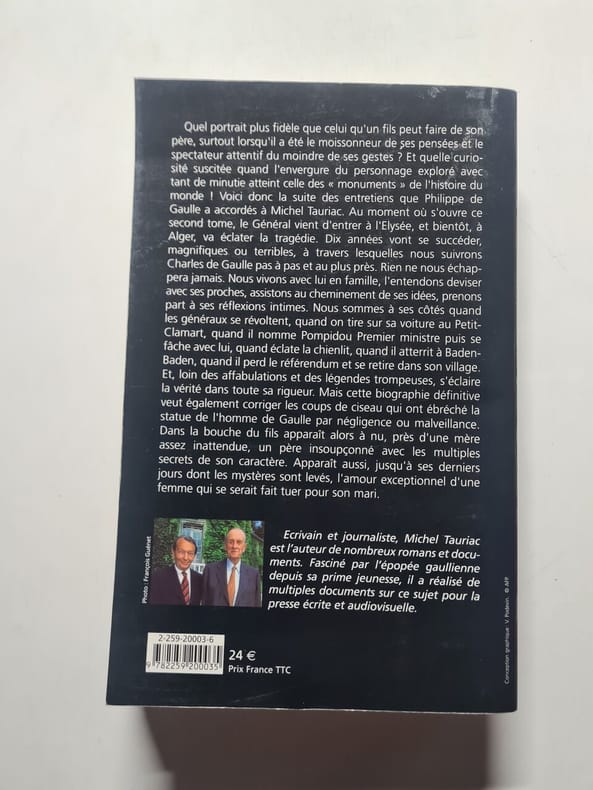 Quel portrait plus fidèle que celui qu'un fils peut faire de son
père, surtout lorsqu'il a été le moissonneur de ses pensées et le
spectateur attentif du moindre de ses gestes ? Et quelle curio-
sité suscitée quand l'envergure du personnage exploré avec
tant de minutie atteint celle des « monuments » de l'histoire du
monde ! Voici donc la suite des entretiens que Philippe de
Gaulle a accordés à Michel Tauriac. Au moment où s'ouvre ce
second tome, le Général vient d'entrer à l'Elysée, et bientôt, à
Alger, va éclater la tragédie. Dix années vont se succéder,
magnifiques ou terribles, à travers lesquelles nous suivrons
Charles de Gaulle pas à pas et au plus près. Rien ne nous échap-
pera jamais. Nous vivons avec lui en famille, l'entendons deviser
avec ses proches, assistons au cheminement de ses idées, prenons
part à ses réflexions intimes. Nous sommes à ses côtés quand
les généraux se révoltent, quand on tire sur sa voiture au Petit-
Clamart, quand il nomme Pompidou Premier ministre puis se
fâche avec lui, quand éclate la chienlit, quand il atterrit à Baden-
Baden, quand il perd le référendum et se retire dans son village.
Et, loin des affabulations et des légendes trompeuses, s'éclaire
la vérité dans toute sa rigueur. Mais cette biographie définitive
veut également corriger les coups de ciseau qui ont ébréché la
statue de l'homme de Gaulle par négligence ou malveillance.
Dans la bouche du fils apparaît alors à nu, près d'une mère
assez inattendue, un père insoupçonné avec les multiples
secrets de son caractère. Apparaît aussi, jusqu'à ses derniers
jours dont les mystères sont levés, l'amour exceptionnel d'une
femme qui se serait fait tuer pour son mari.
Photo : François Guénet
Ecrivain et journaliste, Michel Tauriac
est l'auteur de nombreux romans et docu-
ments. Fasciné par l'épopée gaullienne
depuis sa prime jeunesse, il a réalisé de
multiples documents sur ce sujet pour la
presse écrite et audiovisuelle.
2-259-20003-6
9 782259 200035
24 €
Prix France TTC
Conception graphique : V. Podevin. © AFP